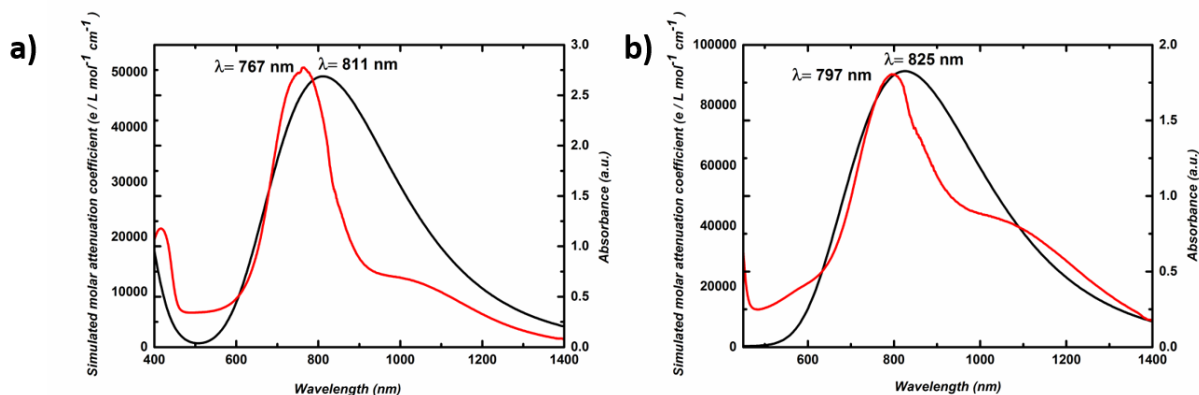 a)
Simulated molar attenuation coefficient (e / L mol⁻¹ cm⁻¹)
50000
40000
30000
20000
10000
0
λ= 767 nm
λ= 811 nm
3.0
2.5
2.0
1.5
1.0
0.5
0.0
Absorbance (a.u.)
400
600
800
1000
1200
1400
Wavelength (nm)
b)
Simulated molar attenuation coefficient (e / L mol⁻¹ cm⁻¹)
100000
80000
60000
40000
20000
0
λ= 797 nm
λ= 825 nm
2.0
1.5
1.0
0.5
0.0
Absorbance (a.u.)
600
800
1000
1200
1400
Wavelength (nm)